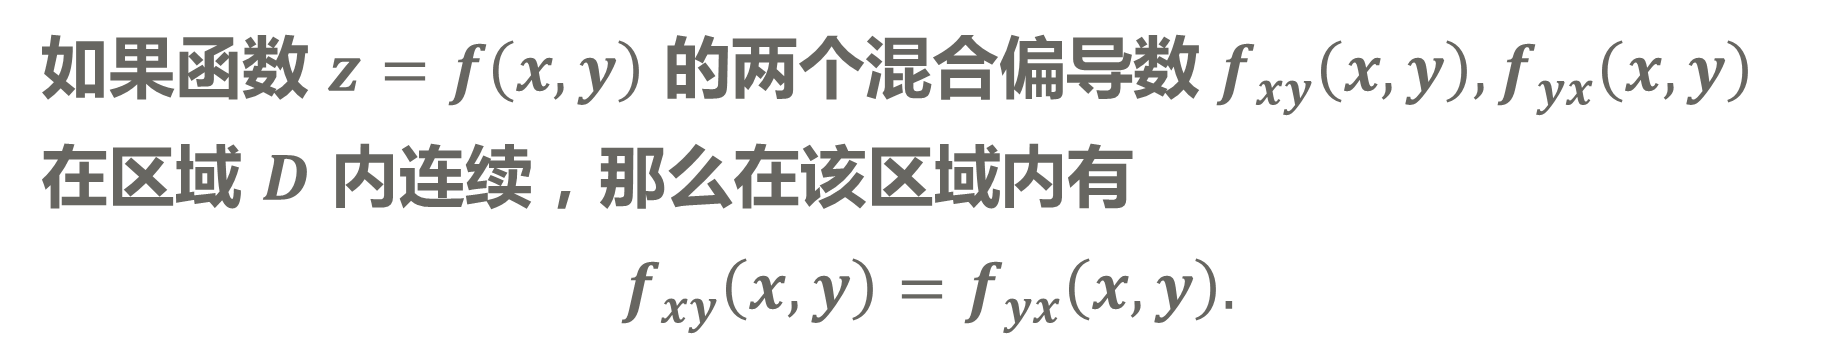 如果函数 z = f(x, y) 的两个混合偏导数 f_{xy}(x, y), f_{yx}(x, y)
在区域 D 内连续，那么在该区域内有
f_{xy}(x, y) = f_{yx}(x, y).